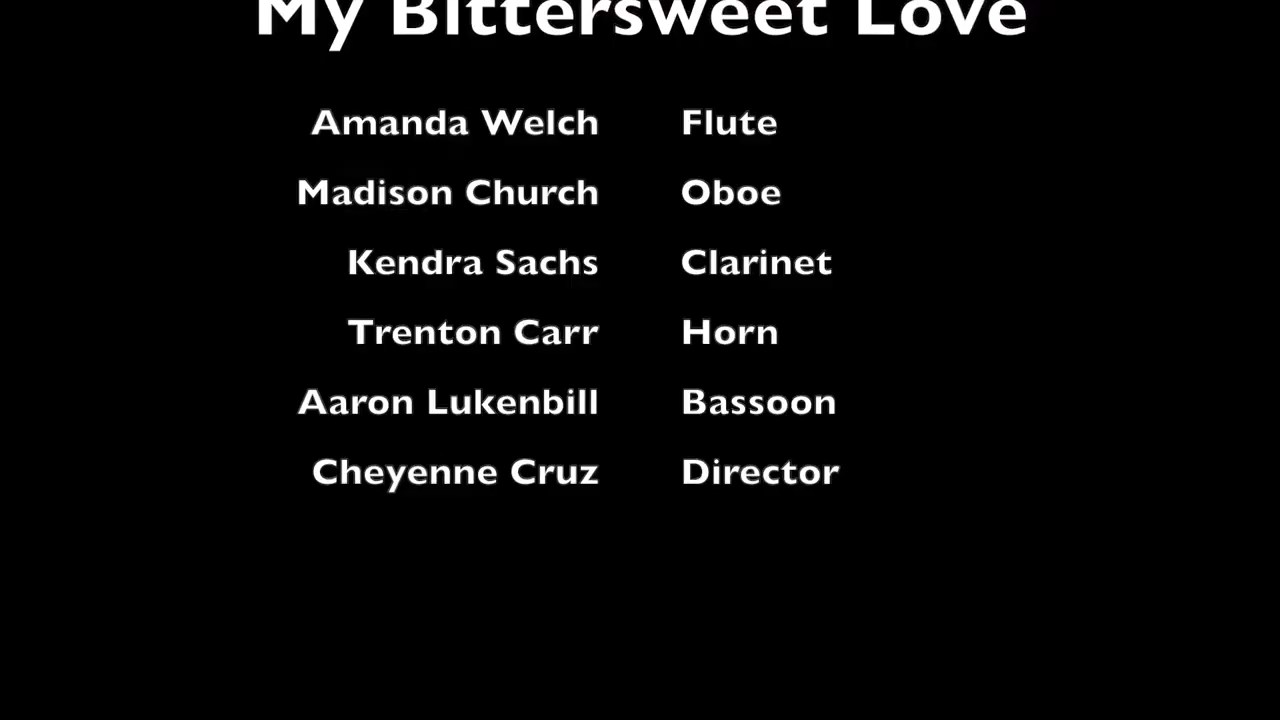 My Bittersweet Love
Amanda Welch Flute
Madison Church Oboe
Kendra Sachs Clarinet
Trenton Carr Horn
Aaron Lukenbill Bassoon
Cheyenne Cruz Director